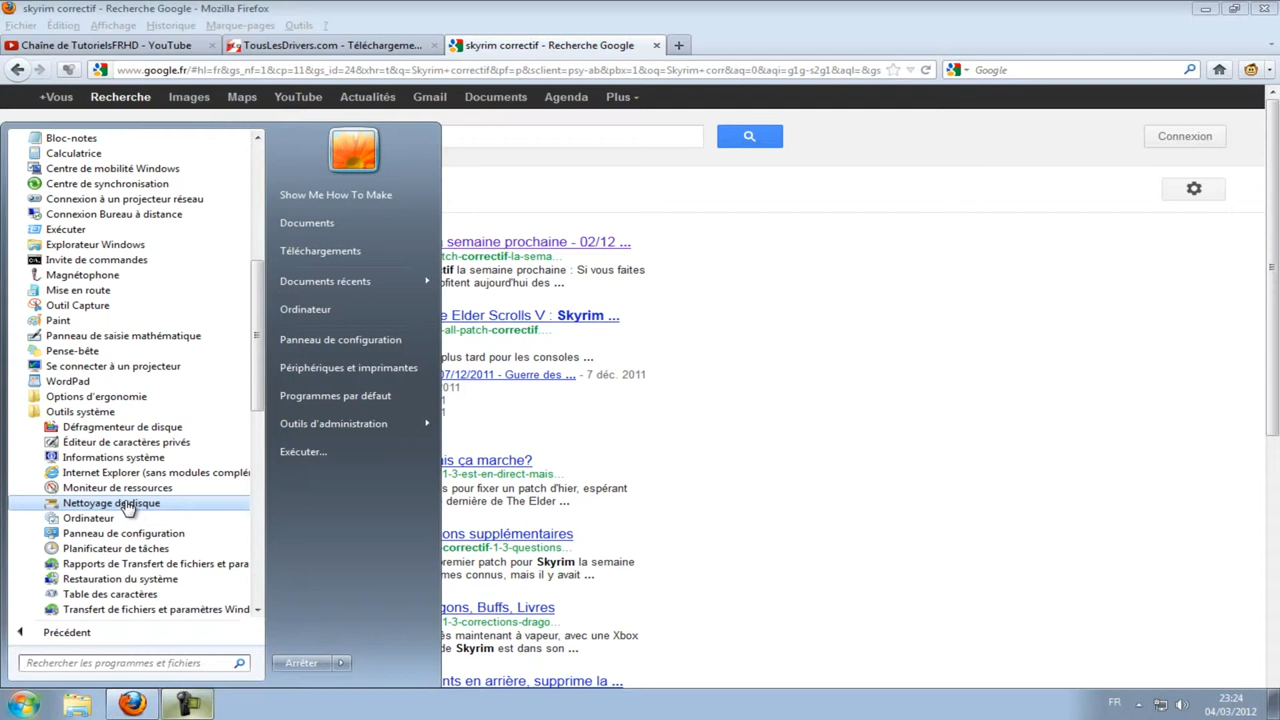 skyrim correctif - Recherche Google - Mozilla Firefox
Fichier Édition Affichage Historique Marque-pages Outils ?
Chaîne de TutorielsFRHD - YouTube
TousLesDrivers.com - Téléchargeme...
skyrim correctif - Recherche Google
www.google.fr/#hl=fr&gs_nf=1&cp=11&gs_id=24&xhr=t&q=Skyrim+correctif&pf=p&sclient=psy-ab&pbx=1&oq=Skyrim+corr&aq=0&aqi=g1g-s2g1&aql=&gs
Google
+Vous Recherche Images Maps YouTube Actualités Gmail Documents Agenda Plus
Connexion
Bloc-notes
Calculatrice
Centre de mobilité Windows
Centre de synchronisation
Connexion à un projecteur réseau
Connexion Bureau à distance
Exécuter
Explorateur Windows
Invite de commandes
Magnétophone
Mise en route
Outil Capture
Paint
Panneau de saisie mathématique
Pense-bête
Se connecter à un projecteur
WordPad
Options d'ergonomie
Outils système
Défragmenteur de disque
Éditeur de caractères privés
Informations système
Internet Explorer (sans modules complé
Moniteur de ressources
Nettoyage de disque
Ordinateur
Panneau de configuration
Planificateur de tâches
Rapports de Transfert de fichiers et para
Restauration du système
Table des caractères
Transfert de fichiers et paramètres Wind
Précédent
Rechercher les programmes et fichiers
Show Me How To Make
Documents
Téléchargements
Documents récents
Ordinateur
Panneau de configuration
Périphériques et imprimantes
Programmes par défaut
Outils d'administration
Exécuter...
Arrêter
semaine prochaine - 02/12 ...
tch-correctif-la-sema...
tif la semaine prochaine : Si vous faites
ofitent aujourd'hui des ...
e Elder Scrolls V : Skyrim ...
-all-patch-correctif....
plus tard pour les consoles ...
07/12/2011 - Guerre des ... - 7 déc. 2011
2011
1
1
ais ça marche?
1-3-est-en-direct-mais...
s pour fixer un patch d'hier, espérant
dernière de The Elder ...
ons supplémentaires
correctif-1-3-questions...
premier patch pour Skyrim la semaine
mes connus, mais il y avait ...
gons, Buffs, Livres
1-3-corrections-drago...
is maintenant à vapeur, avec une Xbox
de Skyrim est dans son ...
nts en arrière, supprime la ...
FR
23:24
04/03/2012